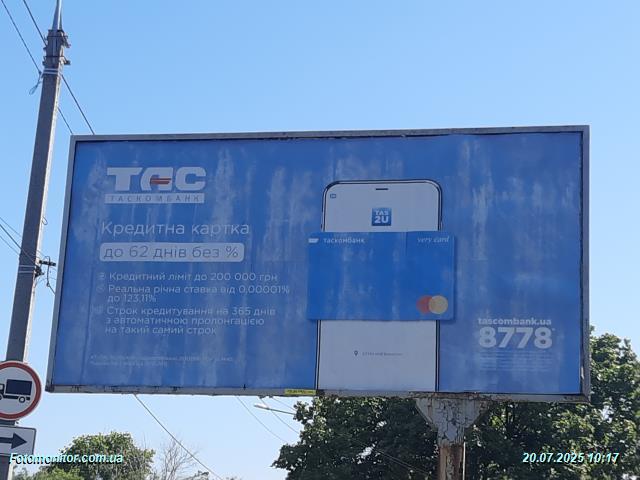 ТАС
ТАСКОМБАНК
Кредитна картка
до 62 днів без %
Кредитний ліміт до 200 000 грн
Реальна річна ставка від 0,00001%
до 123,11%
Строк кредитування на 365 днів
з автоматичною пролонгацією
на такий самий строк
TAS
2U
таскомбанк
very card
tascombank.ua
8778
Fotomonitor.com.ua
20.07.2025 10:17